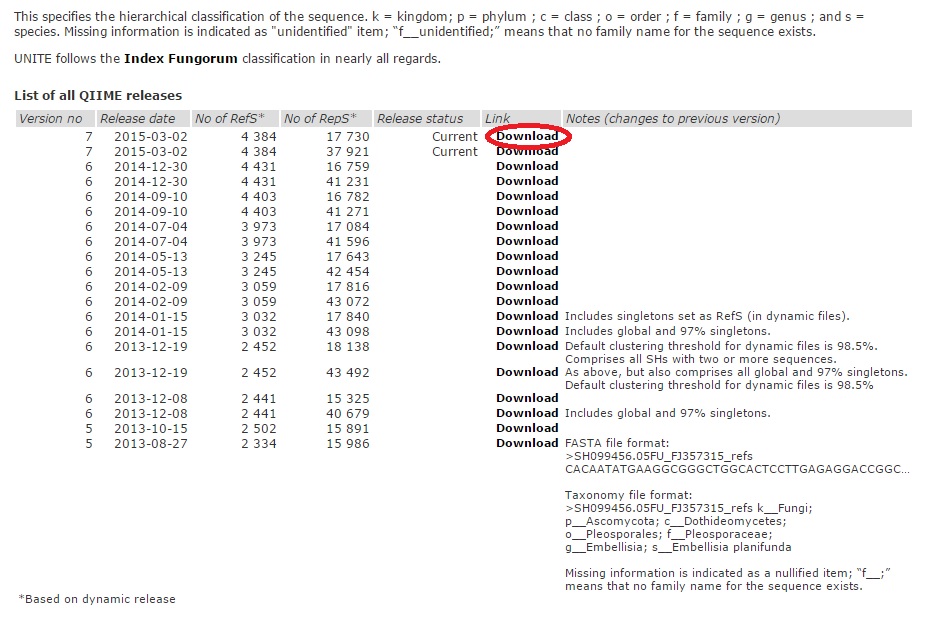 This specifies the hierarchical classification of the sequence. k = kingdom; p = phylum ; c = class ; o = order ; f = family ; g = genus ; and s =
species. Missing information is indicated as "unidentified" item; “f__unidentified;” means that no family name for the sequence exists.
UNITE follows the Index Fungorum classification in nearly all regards.
List of all QIIME releases
Version no Release date No of RefS* No of RepS* Release status Link Notes (changes to previous version)
7 2015-03-02 4 384 17 730 Current Download
7 2015-03-02 4 384 37 921 Current Download
6 2014-12-30 4 431 16 759 Download
6 2014-12-30 4 431 41 231 Download
6 2014-09-10 4 403 16 782 Download
6 2014-09-10 4 403 41 271 Download
6 2014-07-04 3 973 17 084 Download
6 2014-07-04 3 973 41 596 Download
6 2014-05-13 3 245 17 643 Download
6 2014-05-13 3 245 42 454 Download
6 2014-02-09 3 059 17 816 Download
6 2014-02-09 3 059 43 072 Download
6 2014-01-15 3 032 17 840 Download Includes singletons set as RefS (in dynamic files).
6 2014-01-15 3 032 43 098 Download Includes global and 97% singletons.
6 2013-12-19 2 452 18 138 Download Default clustering threshold for dynamic files is 98.5%.
Comprises all SHs with two or more sequences.
6 2013-12-19 2 452 43 492 Download As above, but also comprises all global and 97% singletons.
Default clustering threshold for dynamic files is 98.5%
6 2013-12-08 2 441 15 325 Download
6 2013-12-08 2 441 40 679 Download Includes global and 97% singletons.
5 2013-10-15 2 502 15 891 Download
5 2013-08-27 2 334 15 986 Download FASTA file format:
>SH099456.05FU_FJ357315_refs
CACAATATGAAGGCGGGCTGGCACTCCTTGAGAGGACCGGC...
Taxonomy file format:
>SH099456.05FU_FJ357315_refs k__Fungi;
p__Ascomycota; c__Dothideomycetes;
o__Pleosporales; f__Pleosporaceae;
g__Embellisia; s__Embellisia planifunda
Missing information is indicated as a nullified item; “f__;”
means that no family name for the sequence exists.
*Based on dynamic release